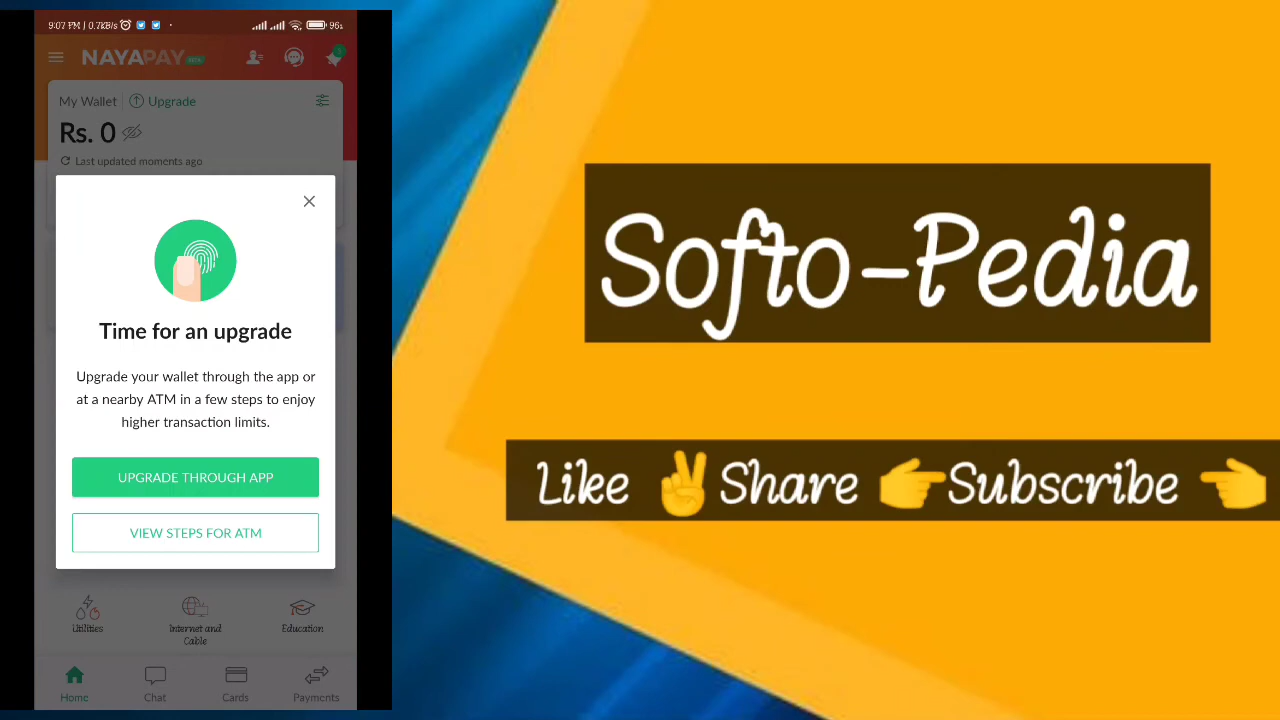 9:07 PM | 0.7KB/s
96
NAYAPAY BETA
My Wallet | Upgrade
Rs. 0
Last updated moments ago
Time for an upgrade
Upgrade your wallet through the app or
at a nearby ATM in a few steps to enjoy
higher transaction limits.
UPGRADE THROUGH APP
VIEW STEPS FOR ATM
Utilities
Internet and
Cable
Education
Home
Chat
Cards
Payments
Softo-Pedia
Like ✌️Share 👉Subscribe 👈